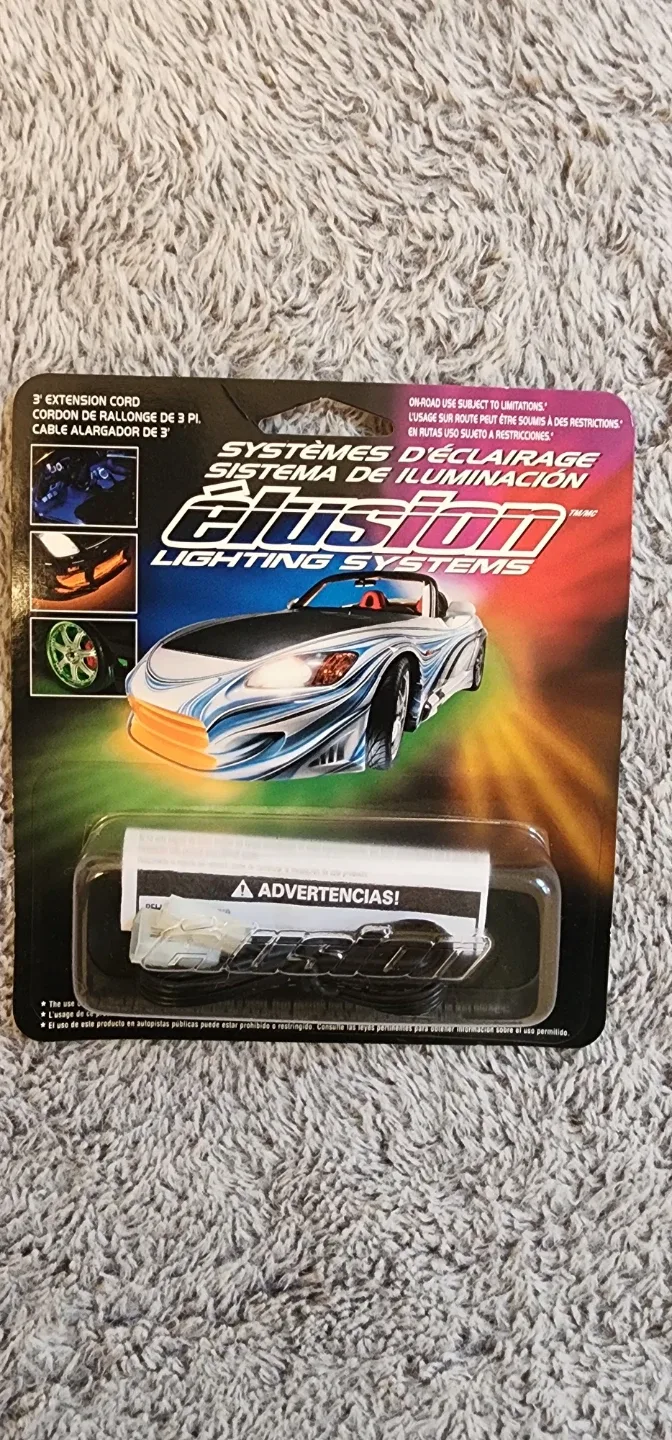 3' EXTENSION CORD
CORDON DE RALLONGE DE 3 PI.
CABLE ALARGADOR DE 3'
ON-ROAD USE SUBJECT TO LIMITATIONS.*
L'USAGE SUR ROUTE PEUT ÊTRE SOUMIS À DES RESTRICTIONS.*
EN RUTAS USO SUJETO A RESTRICCIONES.*
SYSTÈMES D'ÉCLAIRAGE
SISTEMA DE ILUMINACIÓN
êlusion TM/MC
LIGHTING SYSTEMS
⚠ ADVERTENCIAS!
êlusion
★ The use
★ L'usage de ce
★ El uso de este producto en autopistas públicas puede estar prohibido o restringido. Consulte las leyes pertinentes para obtener información sobre el uso permitido.